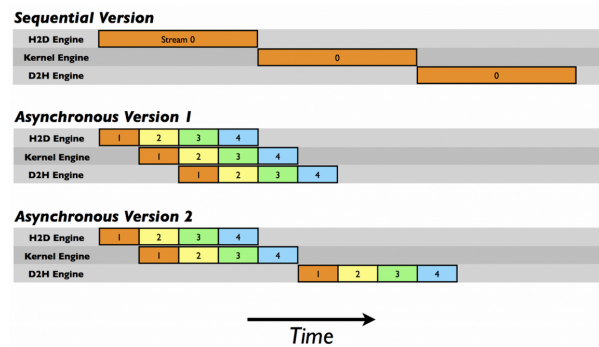 Sequential Version
H2D Engine Stream 0
Kernel Engine 0
D2H Engine 0
Asynchronous Version 1
H2D Engine 1 2 3 4
Kernel Engine 1 2 3 4
D2H Engine 1 2 3 4
Asynchronous Version 2
H2D Engine 1 2 3 4
Kernel Engine 1 2 3 4
D2H Engine 1 2 3 4
Time